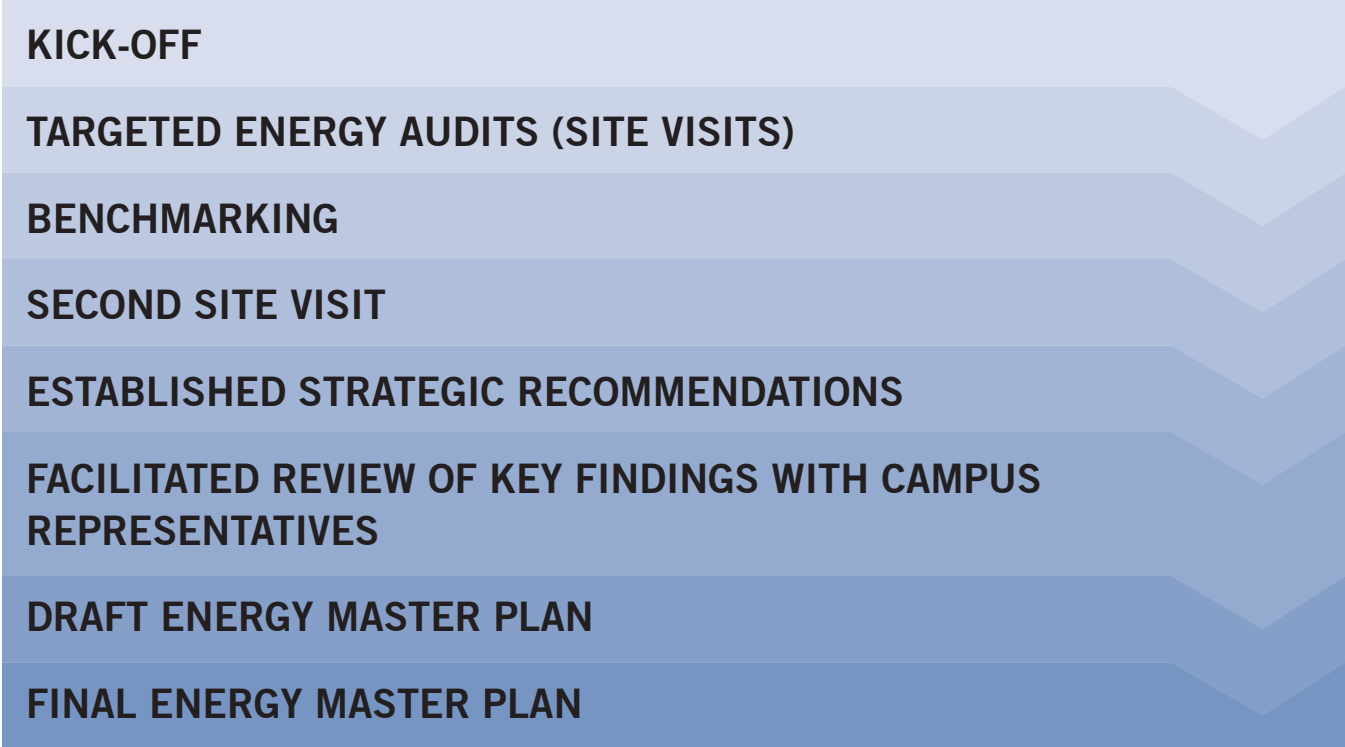 KICK-OFF
TARGETED ENERGY AUDITS (SITE VISITS)
BENCHMARKING
SECOND SITE VISIT
ESTABLISHED STRATEGIC RECOMMENDATIONS
FACILITATED REVIEW OF KEY FINDINGS WITH CAMPUS
REPRESENTATIVES
DRAFT ENERGY MASTER PLAN
FINAL ENERGY MASTER PLAN